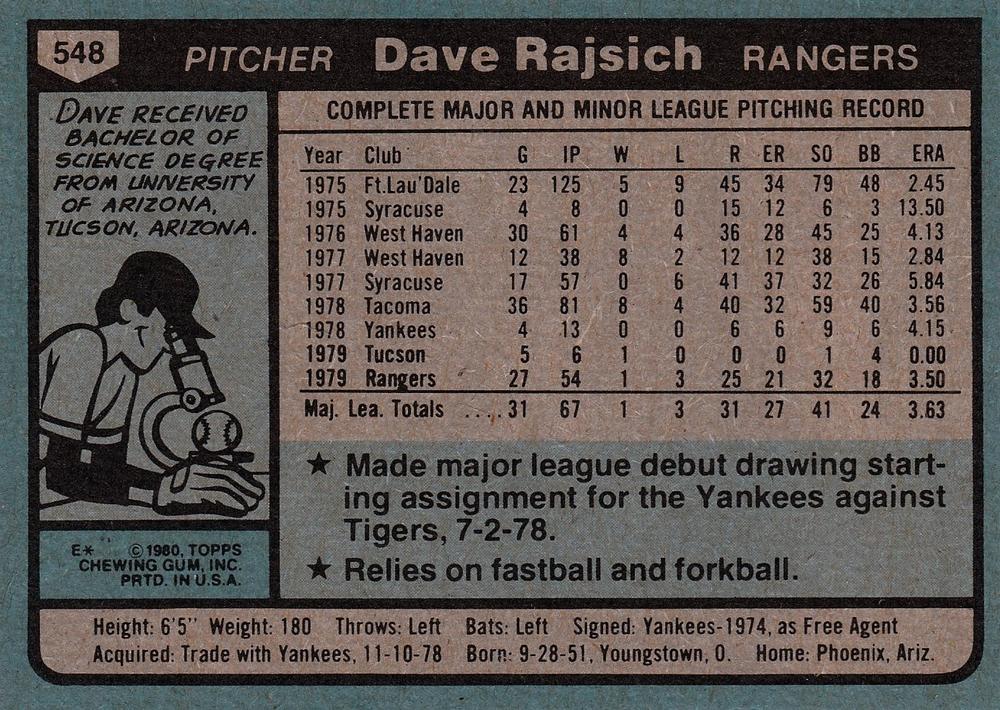 548 PITCHER Dave Rajsich RANGERS
DAVE RECEIVED
BACHELOR OF
SCIENCE DEGREE
FROM UNIVERSITY
OF ARIZONA,
TUCSON, ARIZONA.
E* © 1980, TOPPS
CHEWING GUM, INC.
PRTD. IN U.S.A.
COMPLETE MAJOR AND MINOR LEAGUE PITCHING RECORD
Year Club G IP W L R ER SO BB ERA
1975 Ft.Lau'Dale 23 125 5 9 45 34 79 48 2.45
1975 Syracuse 4 8 0 0 15 12 6 3 13.50
1976 West Haven 30 61 4 4 36 28 45 25 4.13
1977 West Haven 12 38 8 2 12 12 38 15 2.84
1977 Syracuse 17 57 0 6 41 37 32 26 5.84
1978 Tacoma 36 81 8 4 40 32 59 40 3.56
1978 Yankees 4 13 0 0 6 6 9 6 4.15
1979 Tucson 5 6 1 0 0 0 1 4 0.00
1979 Rangers 27 54 1 3 25 21 32 18 3.50
Maj. Lea. Totals ....31 67 1 3 31 27 41 24 3.63
★ Made major league debut drawing start-
ing assignment for the Yankees against
Tigers, 7-2-78.
★ Relies on fastball and forkball.
Height: 6'5" Weight: 180 Throws: Left Bats: Left Signed: Yankees-1974, as Free Agent
Acquired: Trade with Yankees, 11-10-78 Born: 9-28-51, Youngstown, O. Home: Phoenix, Ariz.